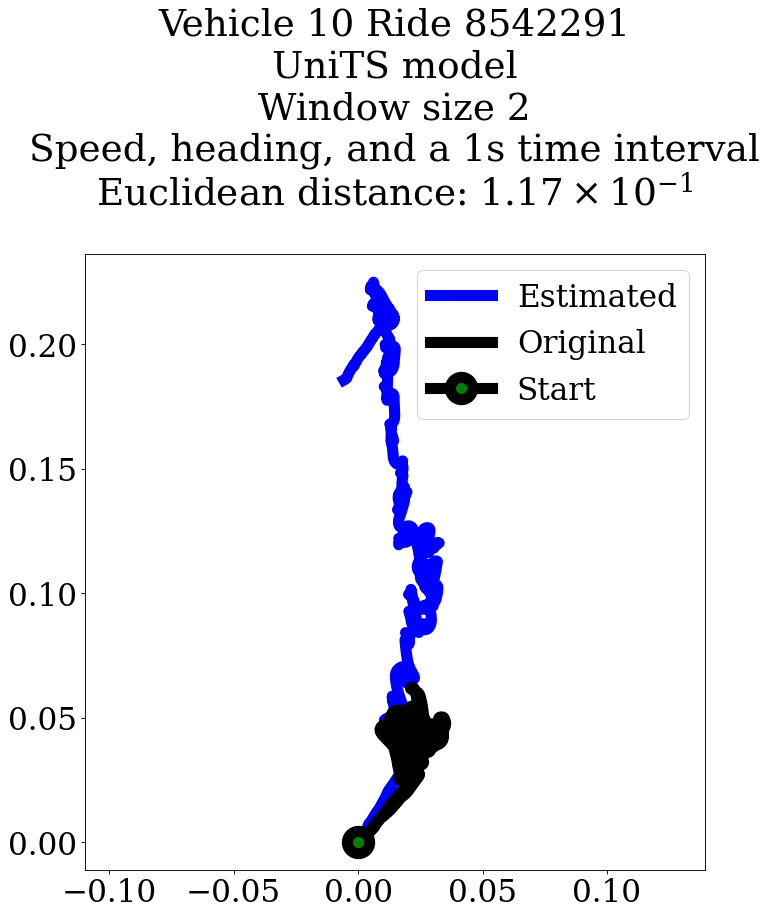 Vehicle 10 Ride 8542291
UniTS model
Window size 2
Speed, heading, and a 1s time interval
Euclidean distance: 1.17 × 10⁻¹
Estimated
Original
Start
0.20
0.15
0.10
0.05
0.00
−0.10
−0.05
0.00
0.05
0.10